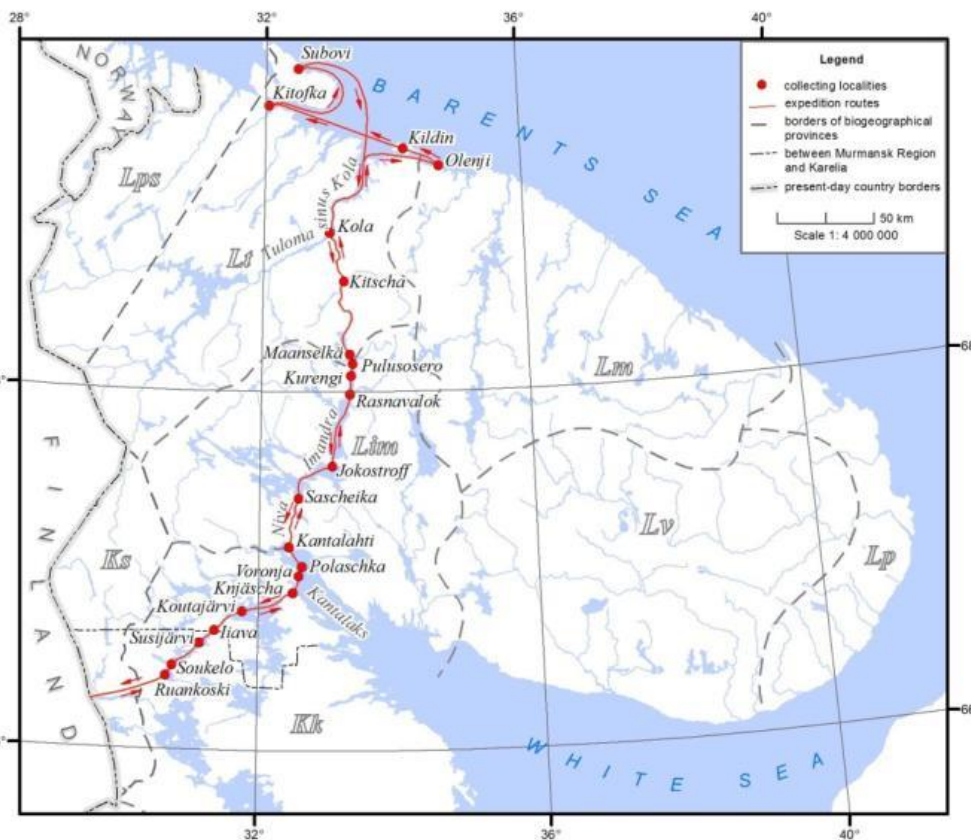 28°
32°
36°
40°
NORWAY
Subovi
Kitofka
BARENTS SEA
Kildin
Olenji
Legend
collecting localities
expedition routes
borders of biogeographical
provinces
between Murmansk Region
and Karelia
present-day country borders
50 km
Scale 1: 4 000 000
Lps
sinus Kola
Kola
Lt
Tuloma
Kitscha
Maanselkä
Pulusosero
Kurengi
Rasnavalok
Lm
68
°
Imandra
Lim
Jokostroff
Sascheika
Niva
Lv
Lp
Kantalahti
Ks
Polaschka
Voronja
Knjäscha
Kantalaks
Koutajärvi
Iiava
Susijärvi
Soukelo
Ruankoski
FINLAND
Kk
66
°
WHITE SEA
32°
36°
40°